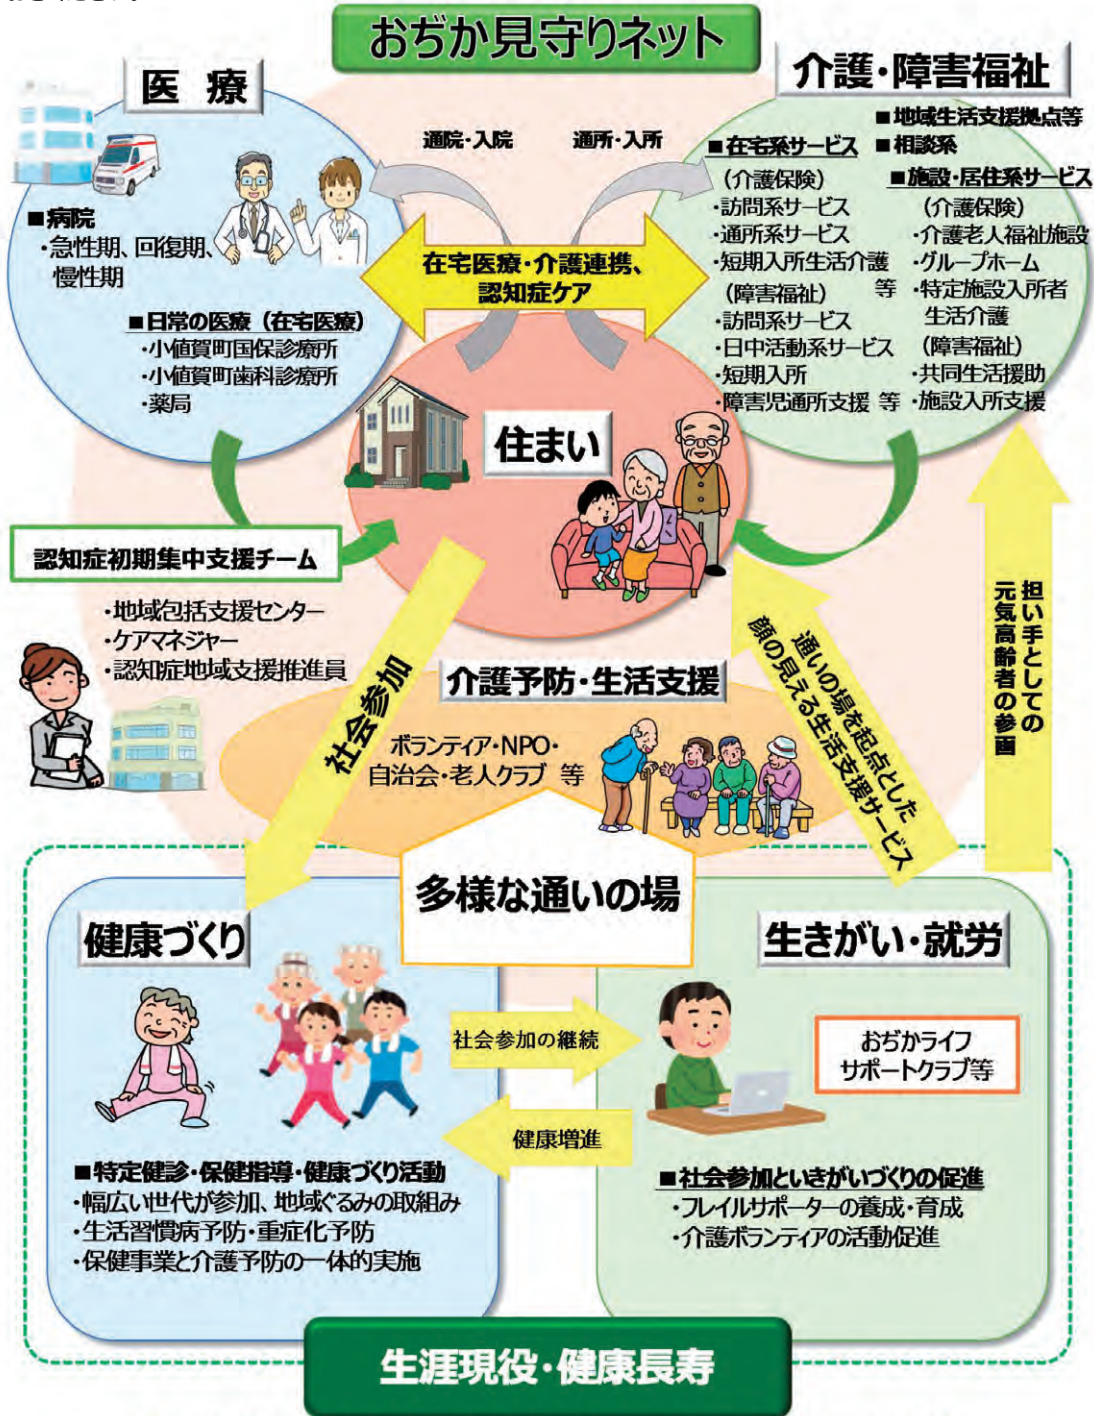 おぢか見守りネット
医療
■病院
・急性期、回復期、
慢性期
■日常の医療（在宅医療）
・小値賀町国保診療所
・小値賀町歯科診療所
・薬局
通院・入院
通所・入所
在宅医療・介護連携、
認知症ケア
介護・障害福祉
■地域生活支援拠点等
■相談系
■在宅系サービス
（介護保険）
・訪問系サービス
・通所系サービス
・短期入所生活介護
等
（障害福祉）
・訪問系サービス
・日中活動系サービス
・短期入所
・障害児通所支援 等
■施設・居住系サービス
（介護保険）
・介護老人福祉施設
・グループホーム
・特定施設入所者
生活介護
（障害福祉）
・共同生活援助
・施設入所支援
住まい
認知症初期集中支援チーム
・地域包括支援センター
・ケアマネジャー
・認知症地域支援推進員
社会参加
介護予防・生活支援
ボランティア・NPO・
自治会・老人クラブ 等
通いの場を起点とした
顔の見える生活支援サービス
担い手としての
元気高齢者の参画
多様な通いの場
健康づくり
■特定健診・保健指導・健康づくり活動
・幅広い世代が参加、地域ぐるみの取組み
・生活習慣病予防・重症化予防
・保健事業と介護予防の一体的実施
社会参加の継続
健康増進
生きがい・就労
おぢかライフ
サポートクラブ等
■社会参加といきがいづくりの促進
・フレイルサポーターの養成・育成
・介護ボランティアの活動促進
生涯現役・健康長寿